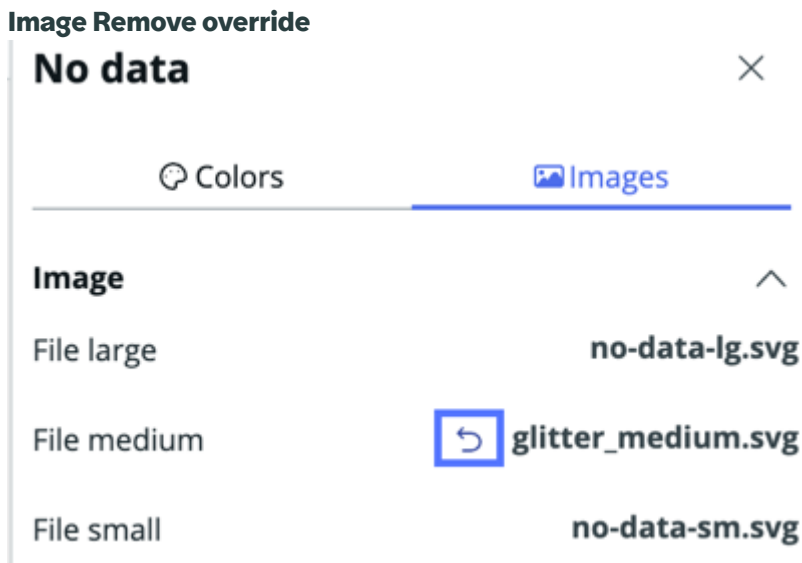 Image Remove override
No data
Colors Images
Image
File large no-data-lg.svg
File medium glitter_medium.svg
File small no-data-sm.svg